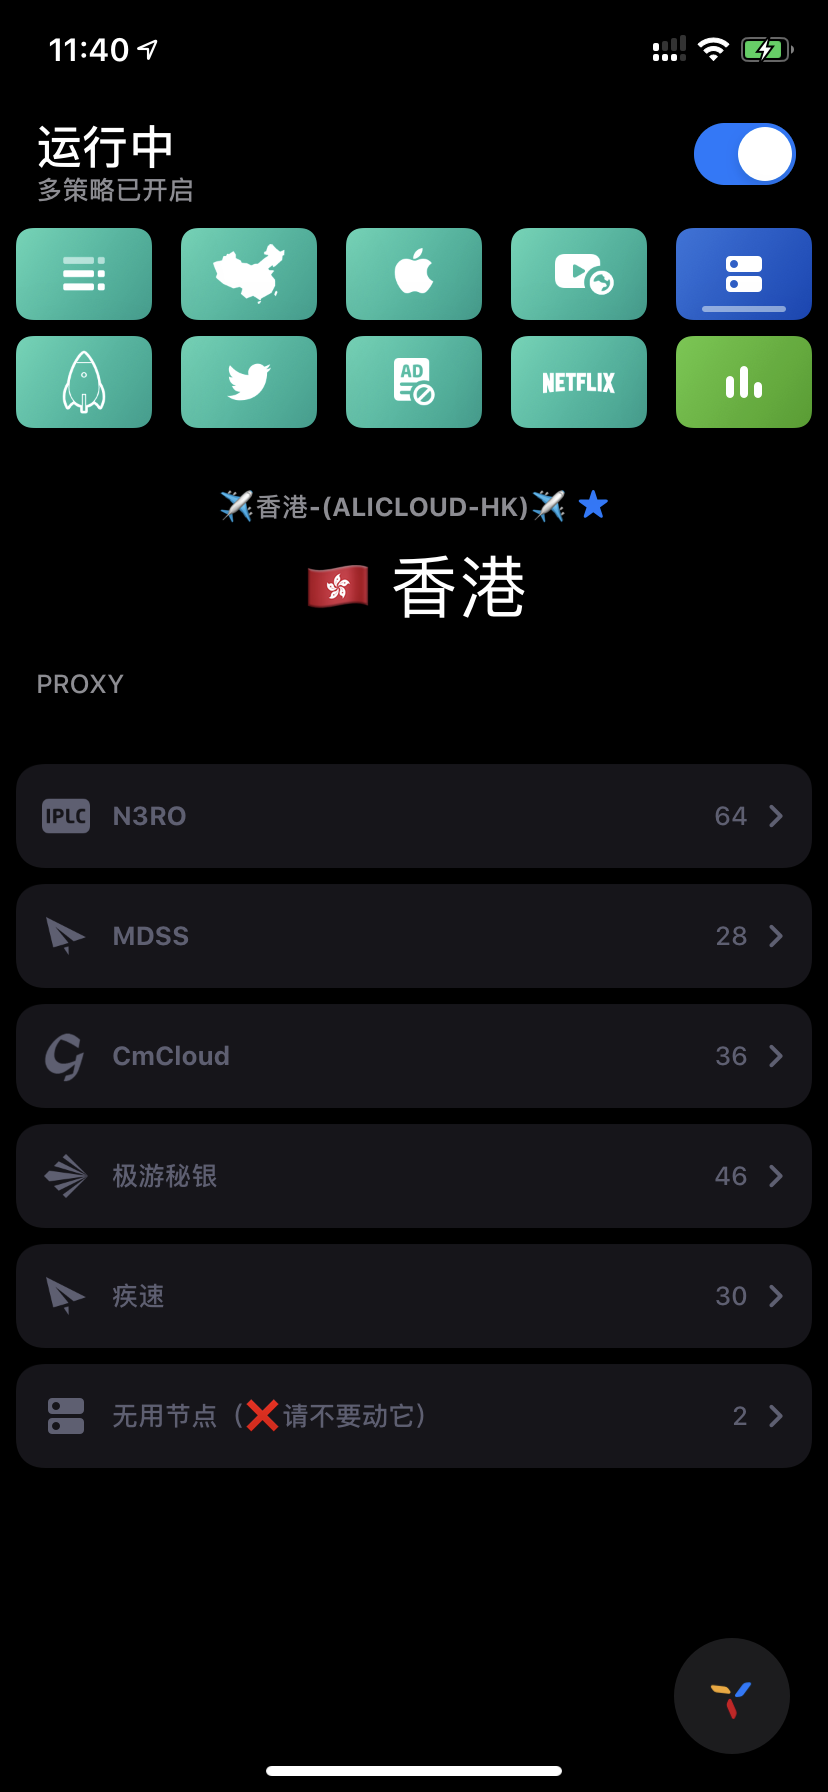 11:40
运行中
多策略已开启
AD
NETFLIX
✈️香港-(ALICLOUD-HK)✈️
🇭🇰 香港
PROXY
IPLC N3RO 64
MDSS 28
CmCloud 36
极游秘银 46
疾速 30
无用节点（❌请不要动它） 2